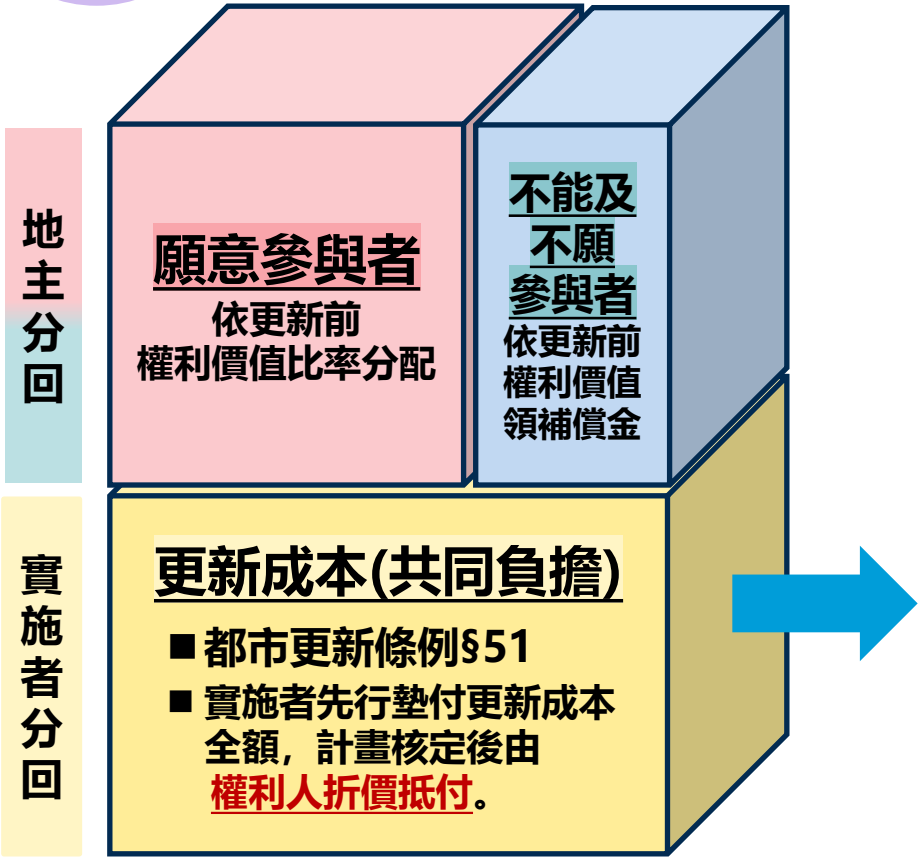 地主分回
願意參與者
依更新前
權利價值比率分配
不能及
不願
參與者
依更新前
權利價值
領補償金
實施者分回
更新成本(共同負擔)
■都市更新條例§51
■ 實施者先行墊付更新成本
全額，計畫核定後由
權利人折價抵付。